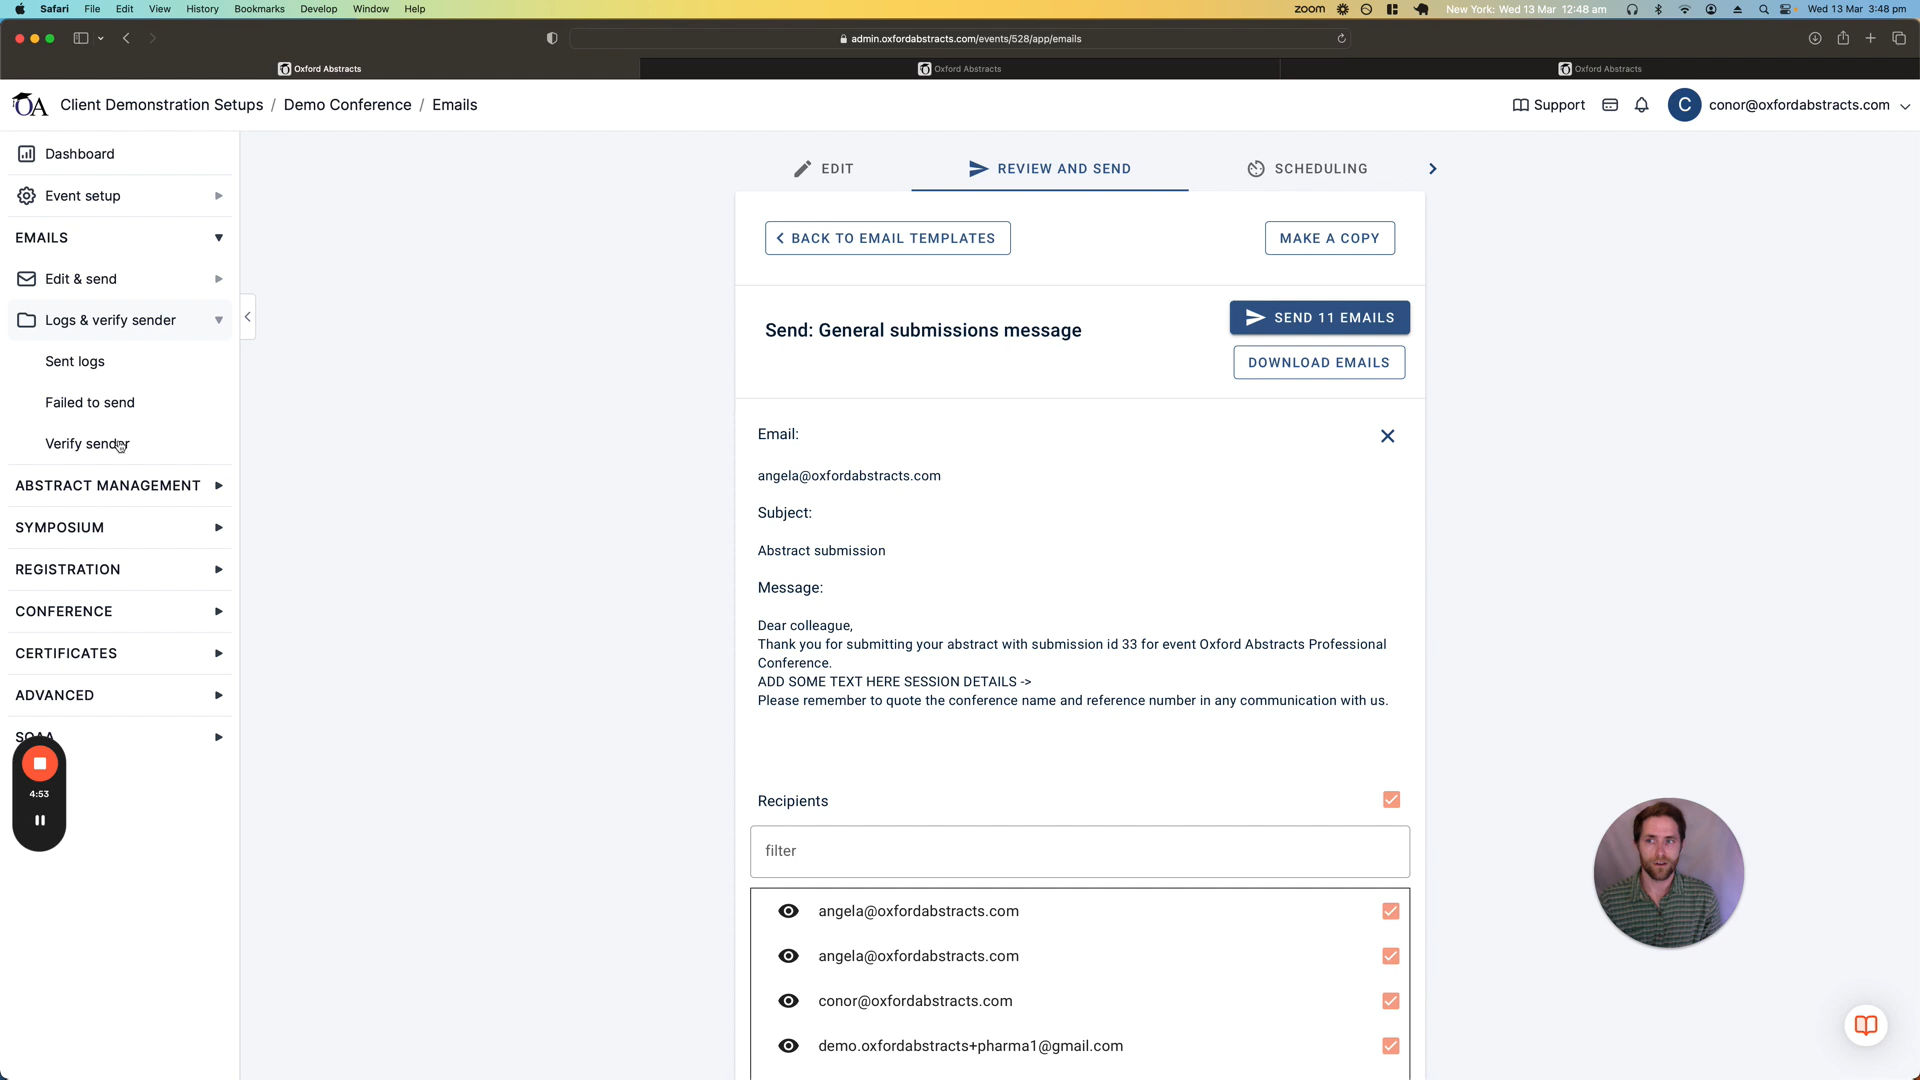 Safari File Edit View History Bookmarks Develop Window Help
zoom New York: Wed 13 Mar 12:48 am Wed 13 Mar 3:48 pm
admin.oxfordabstracts.com/events/528/app/emails
Oxford Abstracts Oxford Abstracts Oxford Abstracts
OA Client Demonstration Setups / Demo Conference / Emails
Support C conor@oxfordabstracts.com
Dashboard
Event setup
EMAILS
Edit & send
Logs & verify sender
Sent logs
Failed to send
Verify sender
ABSTRACT MANAGEMENT
SYMPOSIUM
REGISTRATION
CONFERENCE
CERTIFICATES
ADVANCED
SOAA
4:53
EDIT REVIEW AND SEND SCHEDULING
BACK TO EMAIL TEMPLATES MAKE A COPY
Send: General submissions message
SEND 11 EMAILS
DOWNLOAD EMAILS
Email:
angela@oxfordabstracts.com
Subject:
Abstract submission
Message:
Dear colleague,
Thank you for submitting your abstract with submission id 33 for event Oxford Abstracts Professional
Conference.
ADD SOME TEXT HERE SESSION DETAILS ->
Please remember to quote the conference name and reference number in any communication with us.
Recipients
filter
angela@oxfordabstracts.com
angela@oxfordabstracts.com
conor@oxfordabstracts.com
demo.oxfordabstracts+pharma1@gmail.com